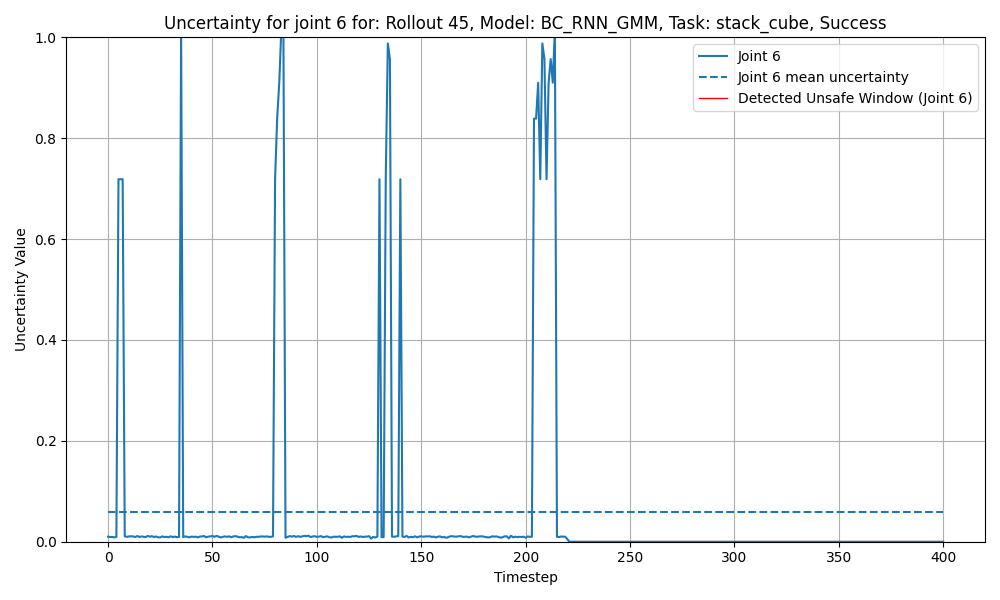 Uncertainty for joint 6 for: Rollout 45, Model: BC_RNN_GMM, Task: stack_cube, Success
1.0
0.8
0.6
0.4
0.2
0.0
Uncertainty Value
Joint 6
Joint 6 mean uncertainty
Detected Unsafe Window (Joint 6)
0 50 100 150 200 250 300 350 400
Timestep